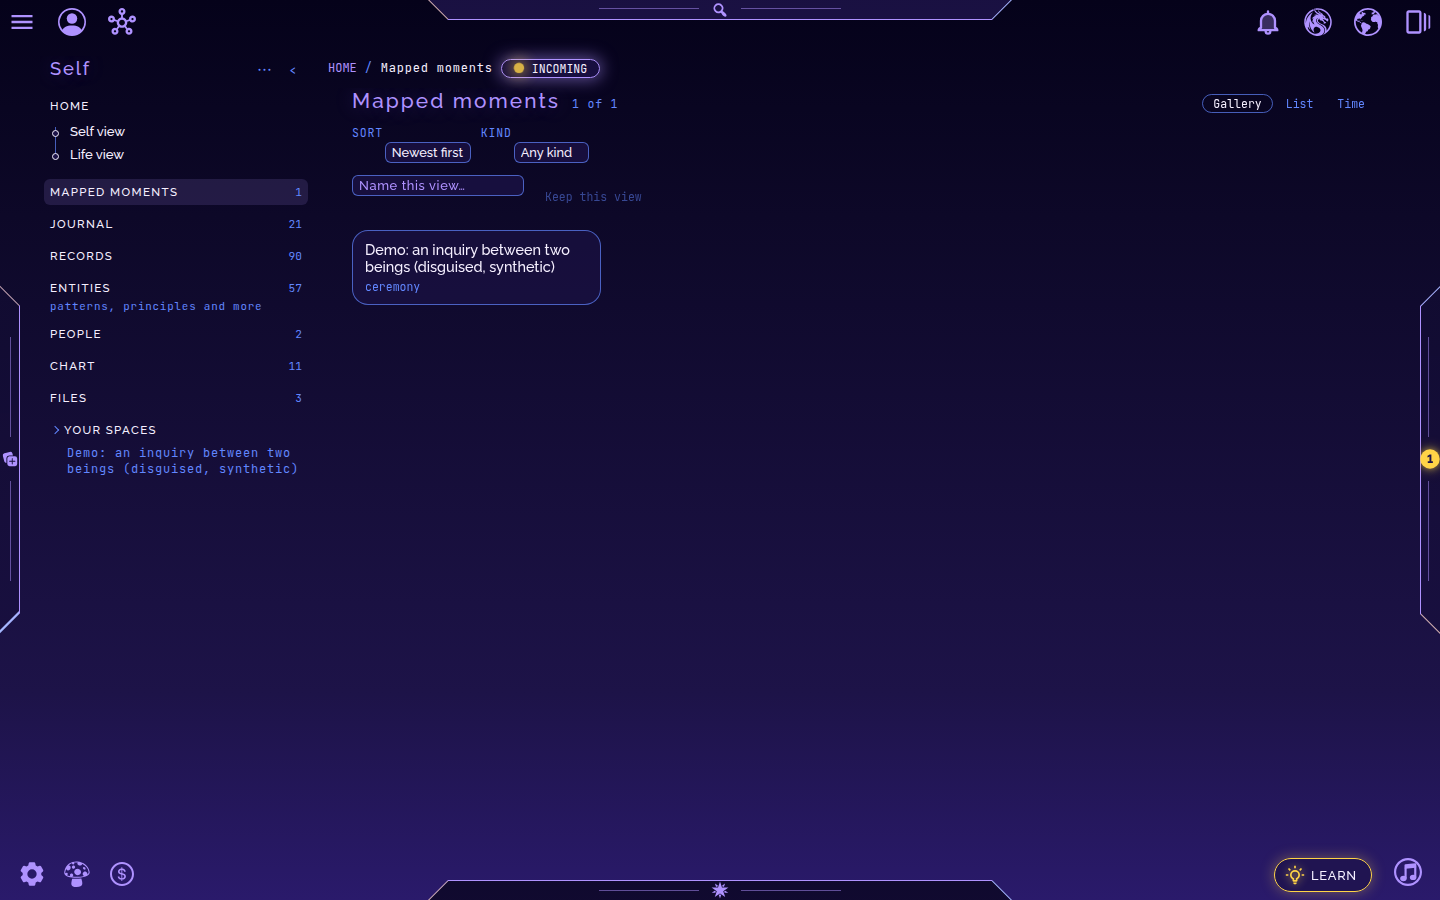 Self
... <
HOME / Mapped moments
INCOMING
HOME
Self view
Life view
MAPPED MOMENTS 1
JOURNAL 21
RECORDS 90
ENTITIES 57
patterns, principles and more
PEOPLE 2
CHART 11
FILES 3
YOUR SPACES
Demo: an inquiry between two
beings (disguised, synthetic)
Mapped moments 1 of 1
Gallery List Time
SORT KIND
Newest first Any kind
Name this view…
Keep this view
Demo: an inquiry between two
beings (disguised, synthetic)
ceremony
1
$
LEARN